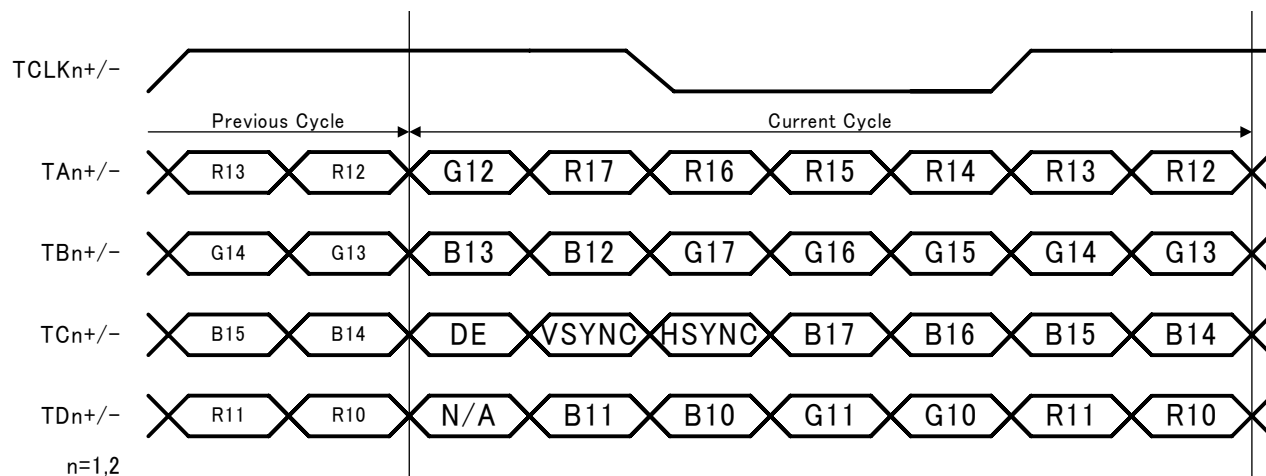 TCLKn+/-
Previous Cycle Current Cycle
TAn+/- R13 R12 G12 R17 R16 R15 R14 R13 R12
TBn+/- G14 G13 B13 B12 G17 G16 G15 G14 G13
TCn+/- B15 B14 DE VSYNC HSYNC B17 B16 B15 B14
TDn+/- R11 R10 N/A B11 B10 G11 G10 R11 R10
n=1,2